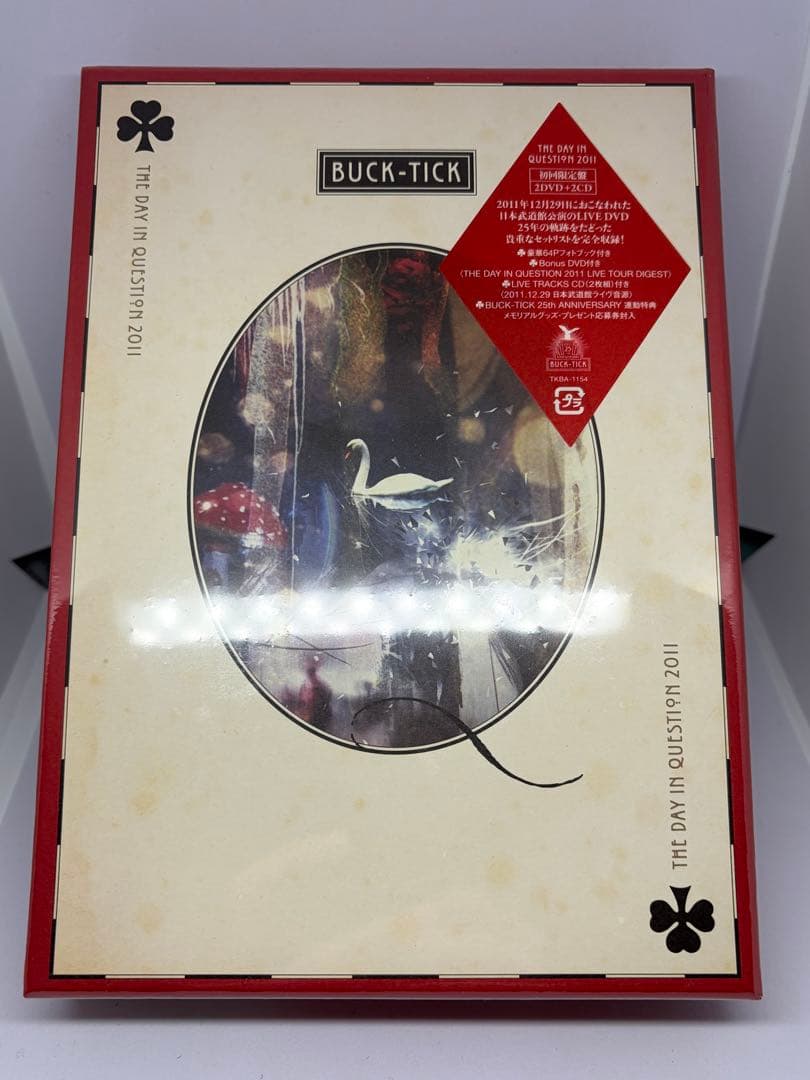 THE DAY IN QUESTION 2011
BUCK-TICK
THE DAY IN
QUESTION 2011
初回限定盤
2DVD+2CD
2011年12月29日におこなわれた
日本武道館公演のLIVE DVD
25年の軌跡をたどった
貴重なセットリストを完全収録!
♣豪華64Pフォトブック付き
♣Bonus DVD付き
〈THE DAY IN QUESTION 2011 LIVE TOUR DIGEST〉
♣LIVE TRACKS CD(2枚組)付き
(2011.12.29 日本武道館ライヴ音源)
♣BUCK-TICK 25th ANNIVERSARY 連動特典
メモリアルグッズ・プレゼント応募券封入
BUCK-TICK
TKBA-1154
プラ
Q
THE DAY IN QUESTION 2011